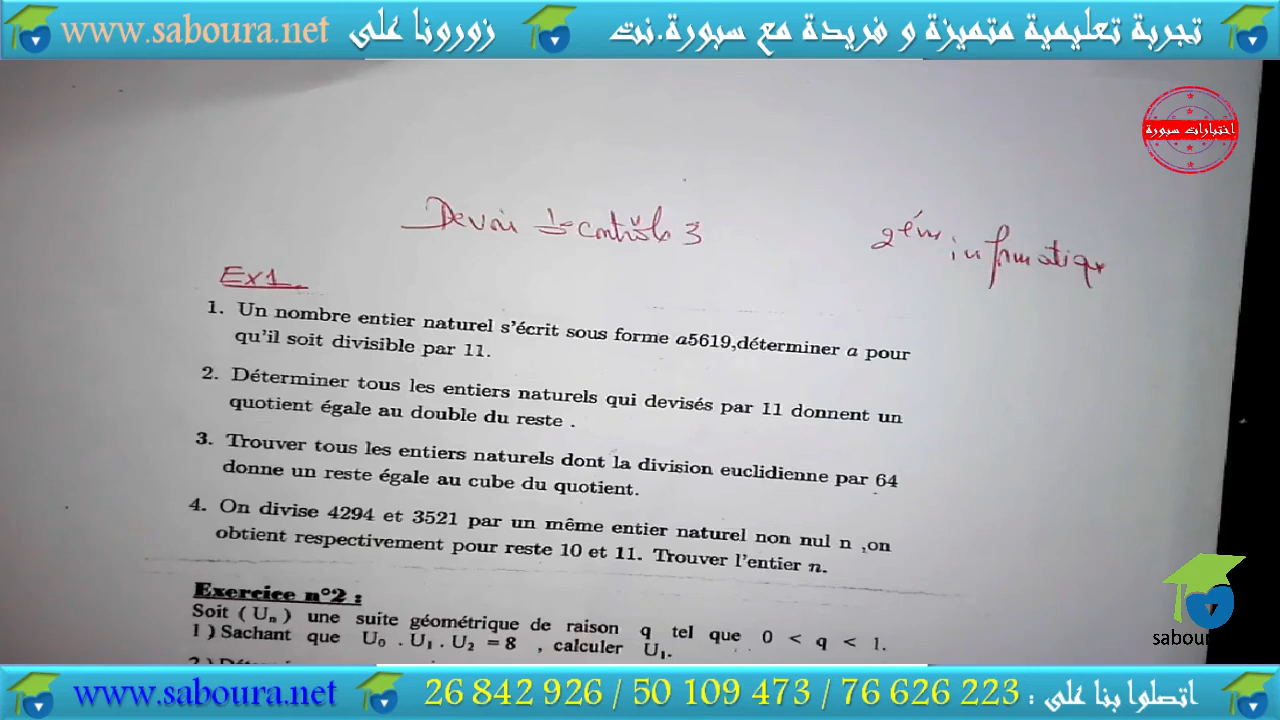 www.saboura.net زورونا على تجربة تعليمية متميزة و فريدة مع سبورة.نت
اختبارات سبورة
Devoir de contrôle 3 2éme informatique
Ex1
1. Un nombre entier naturel s'écrit sous forme a5619,déterminer a pour
qu'il soit divisible par 11.
2. Déterminer tous les entiers naturels qui devisés par 11 donnent un
quotient égale au double du reste .
3. Trouver tous les entiers naturels dont la division euclidienne par 64
donne un reste égale au cube du quotient.
4. On divise 4294 et 3521 par un même entier naturel non nul n ,on
obtient respectivement pour reste 10 et 11. Trouver l'entier n.
Exercice n°2 :
Soit ( Un ) une suite géométrique de raison q tel que 0 < q < 1.
1 ) Sachant que U0 . U1 . U2 = 8 , calculer U1.
www.saboura.net 26 842 926 / 50 109 473 / 76 626 223 : اتصلوا بنا على